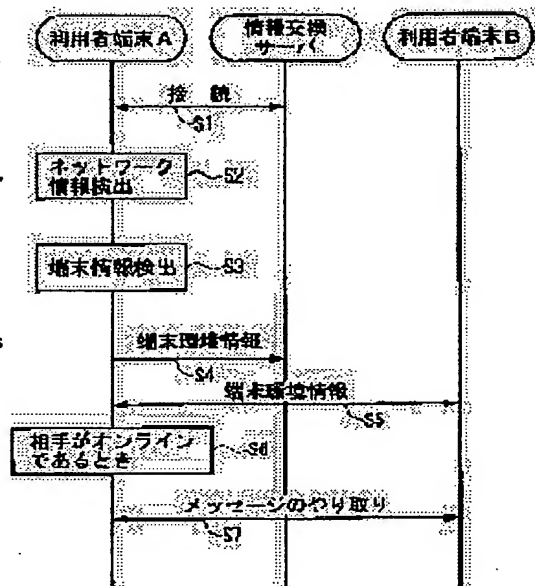 利用者端末A
情報交換
サーバ
利用者端末B
接続
S1
ネットワーク
情報検出
S2
端末情報検出
S3
端末環境情報
S4
端末環境情報
S5
相手がオンライン
であるとき
S6
メッセージのやり取り
S7
s